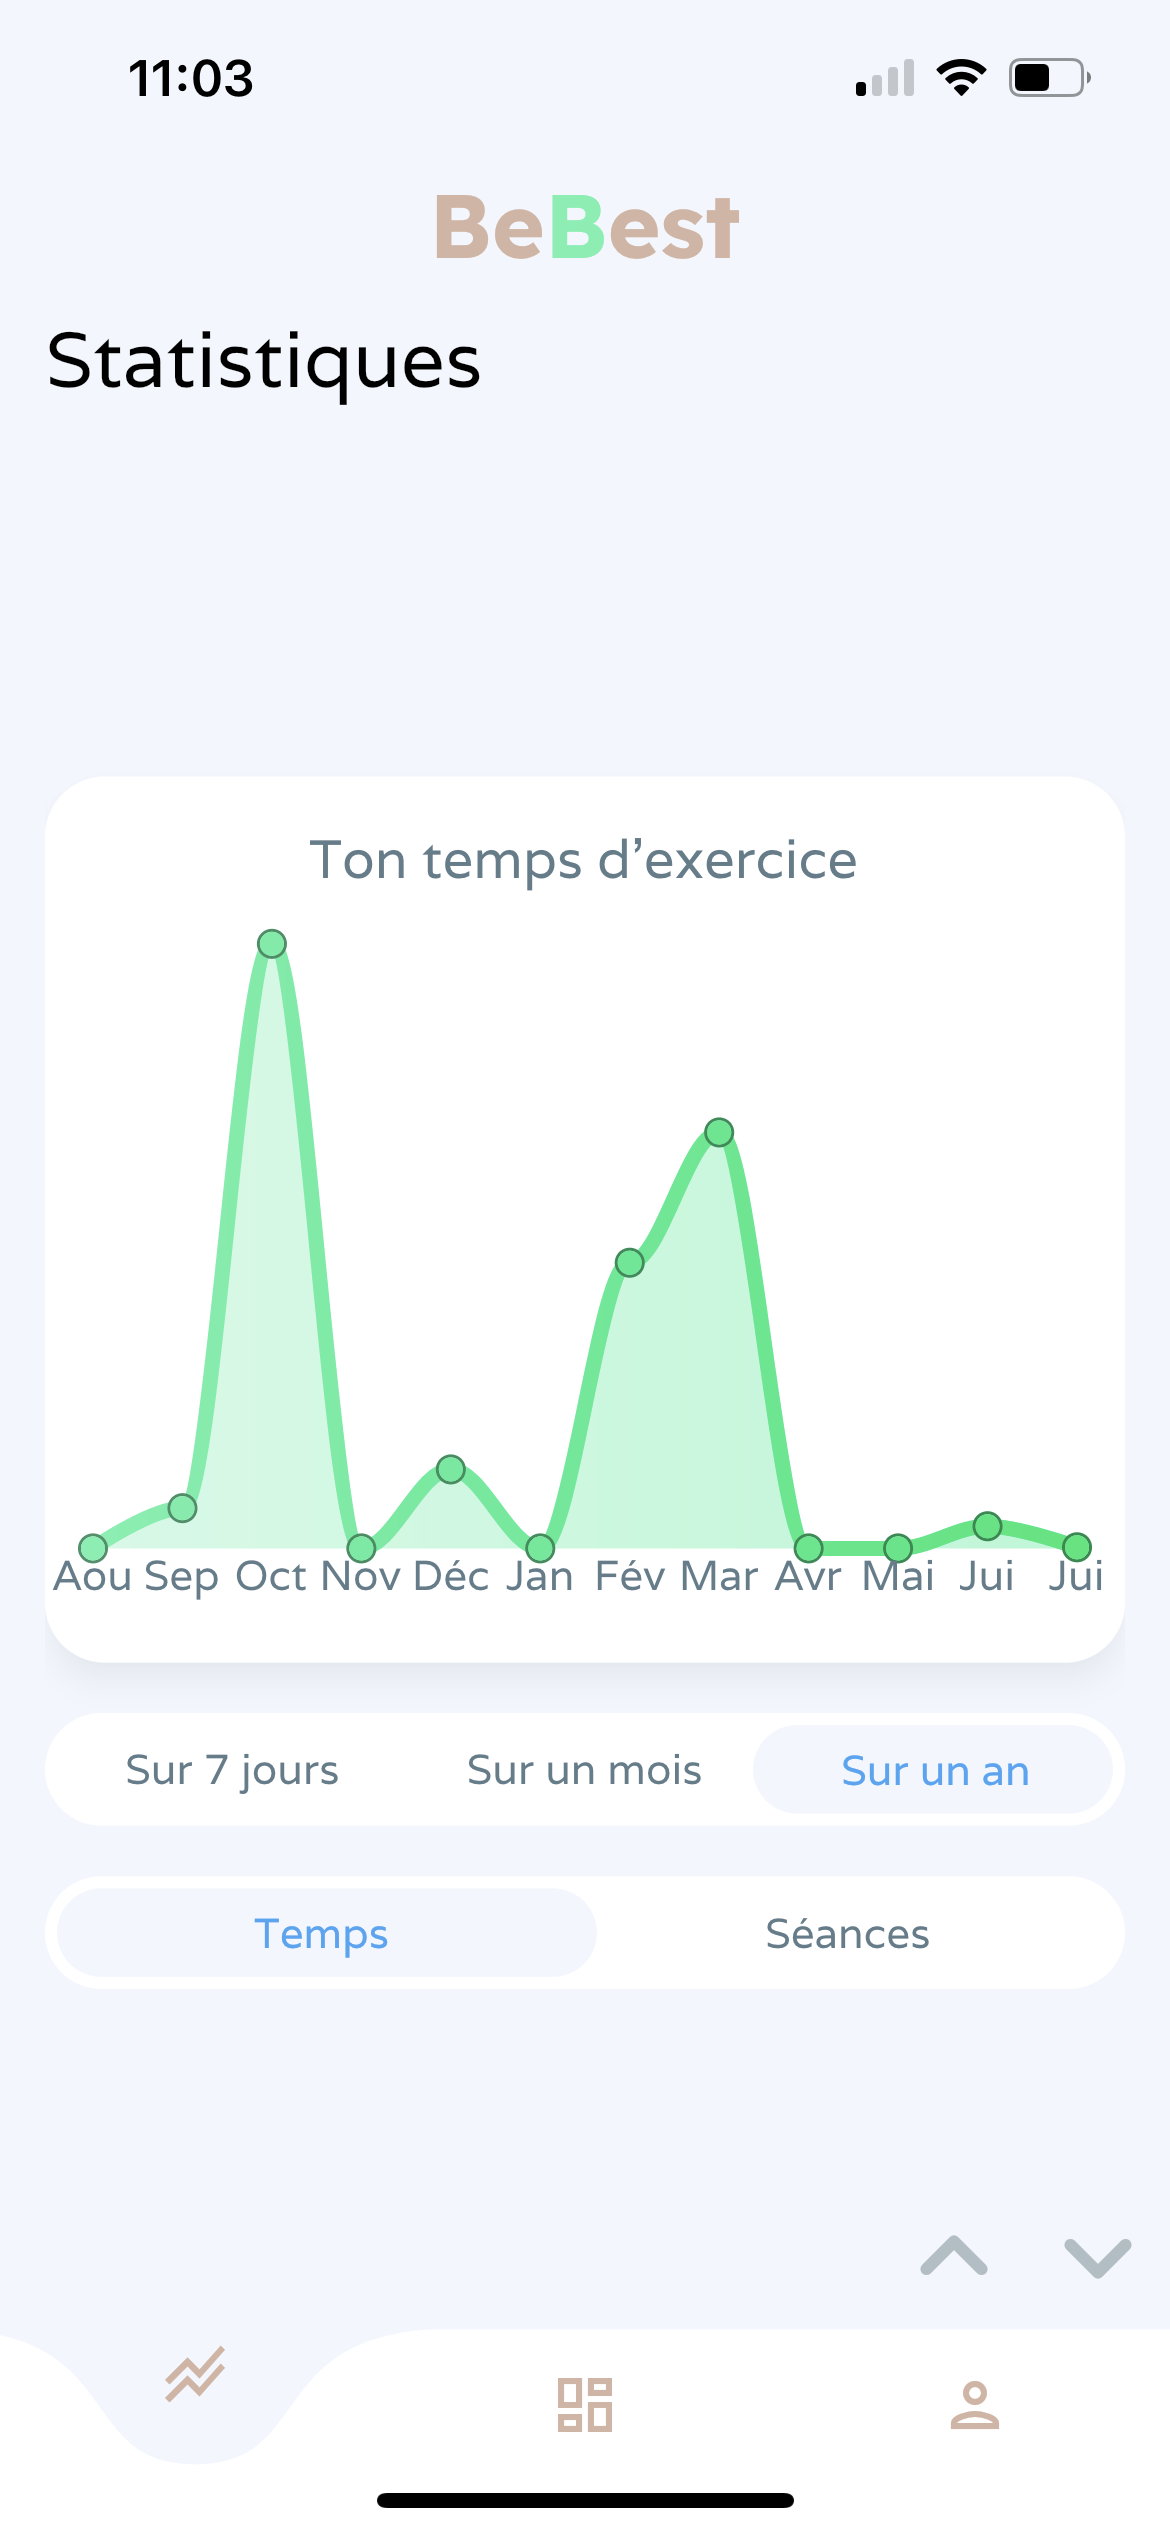 11:03
BeBest
Statistiques
Ton temps d’exercice
Aou Sep Oct Nov Déc Jan Fév Mar Avr Mai Jui Jui
Sur 7 jours Sur un mois Sur un an
Temps Séances